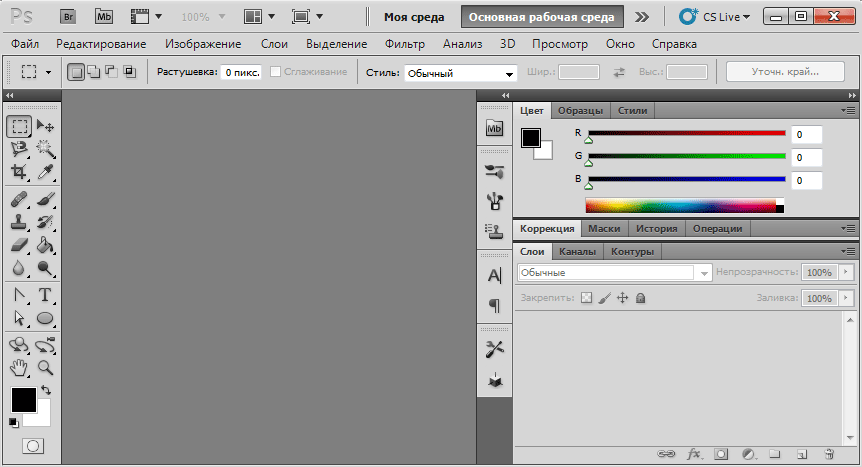 Ps Br Mb 100% Моя среда Основная рабочая среда CS Live
Файл Редактирование Изображение Слои Выделение Фильтр Анализ 3D Просмотр Окно Справка
Растушевка: 0 пикс. Сглаживание Стиль: Обычный Шир.: Выс.: Уточн. край...
Цвет Образцы Стили
Mb
R 0
G 0
B 0
Коррекция Маски История Операции
Слои Каналы Контуры
Обычные Непрозрачность: 100%
Закрепить: Заливка: 100%